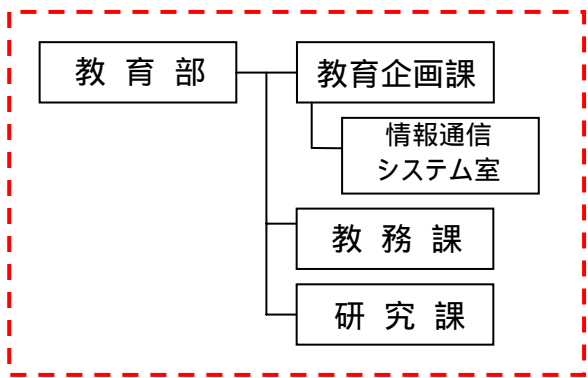 教 育 部
教育企画課
情報通信
システム室
教 務 課
研 究 課